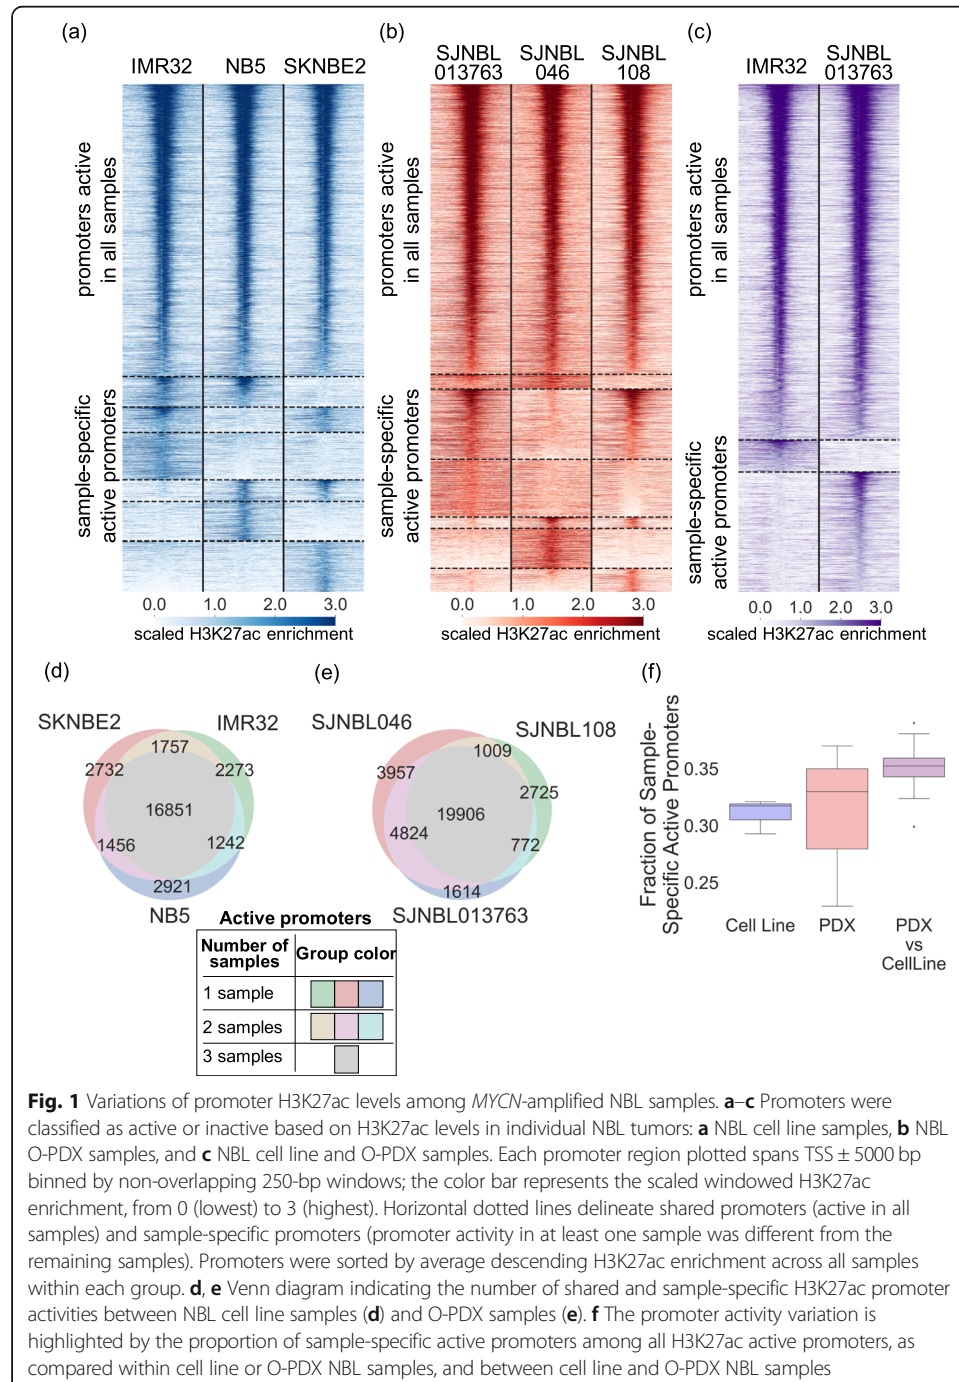 (a)
IMR32 NB5 SKNBE2
promoters active
in all samples
sample-specific
active promoters
0.0 1.0 2.0 3.0
scaled H3K27ac enrichment
(b)
SJNBL
013763
SJNBL
046
SJNBL
108
promoters active
in all samples
sample-specific
active promoters
0.0 1.0 2.0 3.0
scaled H3K27ac enrichment
(c)
IMR32
SJNBL
013763
promoters active
in all samples
sample-specific
active promoters
0.0 1.0 2.0 3.0
scaled H3K27ac enrichment
(d)
SKNBE2 IMR32
1757
2732 2273
16851
1456 1242
2921
NB5
(e)
SJNBL046
SJNBL108
1009
3957
2725
19906
4824
772
1614
SJNBL013763
Active promoters
Number of
samples
Group color
1 sample
2 samples
3 samples
(f)
Fraction of Sample-
Specific Active Promoters
0.35
0.30
0.25
Cell Line
PDX
PDX
vs
CellLine
Fig. 1 Variations of promoter H3K27ac levels among MYCN-amplified NBL samples. a–c Promoters were
classified as active or inactive based on H3K27ac levels in individual NBL tumors: a NBL cell line samples, b NBL
O-PDX samples, and c NBL cell line and O-PDX samples. Each promoter region plotted spans TSS ± 5000 bp
binned by non-overlapping 250-bp windows; the color bar represents the scaled windowed H3K27ac
enrichment, from 0 (lowest) to 3 (highest). Horizontal dotted lines delineate shared promoters (active in all
samples) and sample-specific promoters (promoter activity in at least one sample was different from the
remaining samples). Promoters were sorted by average descending H3K27ac enrichment across all samples
within each group. d, e Venn diagram indicating the number of shared and sample-specific H3K27ac promoter
activities between NBL cell line samples (d) and O-PDX samples (e). f The promoter activity variation is
highlighted by the proportion of sample-specific active promoters among all H3K27ac active promoters, as
compared within cell line or O-PDX NBL samples, and between cell line and O-PDX NBL samples